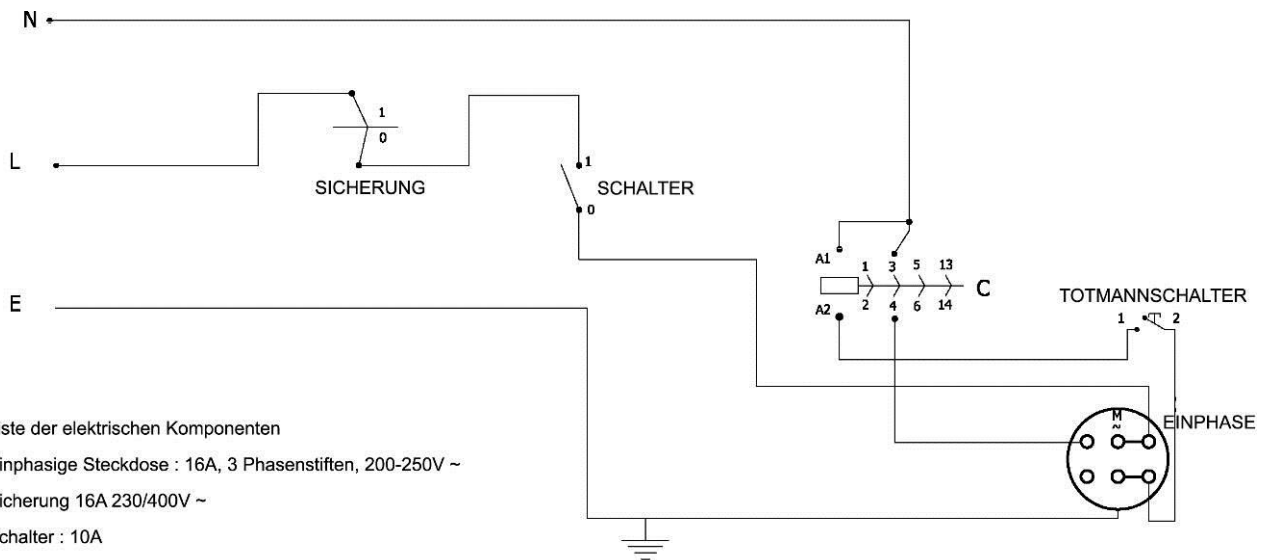 N
1
0
L
SICHERUNG
1
SCHALTER
0
A1
1 3 5 13
C
A2
2 4 6 14
E
TOTMANNSCHALTER
1 2
M
~
EINPHASE
iste der elektrischen Komponenten
inphasige Steckdose : 16A, 3 Phasenstiften, 200-250V ~
icherung 16A 230/400V ~
chalter : 10A